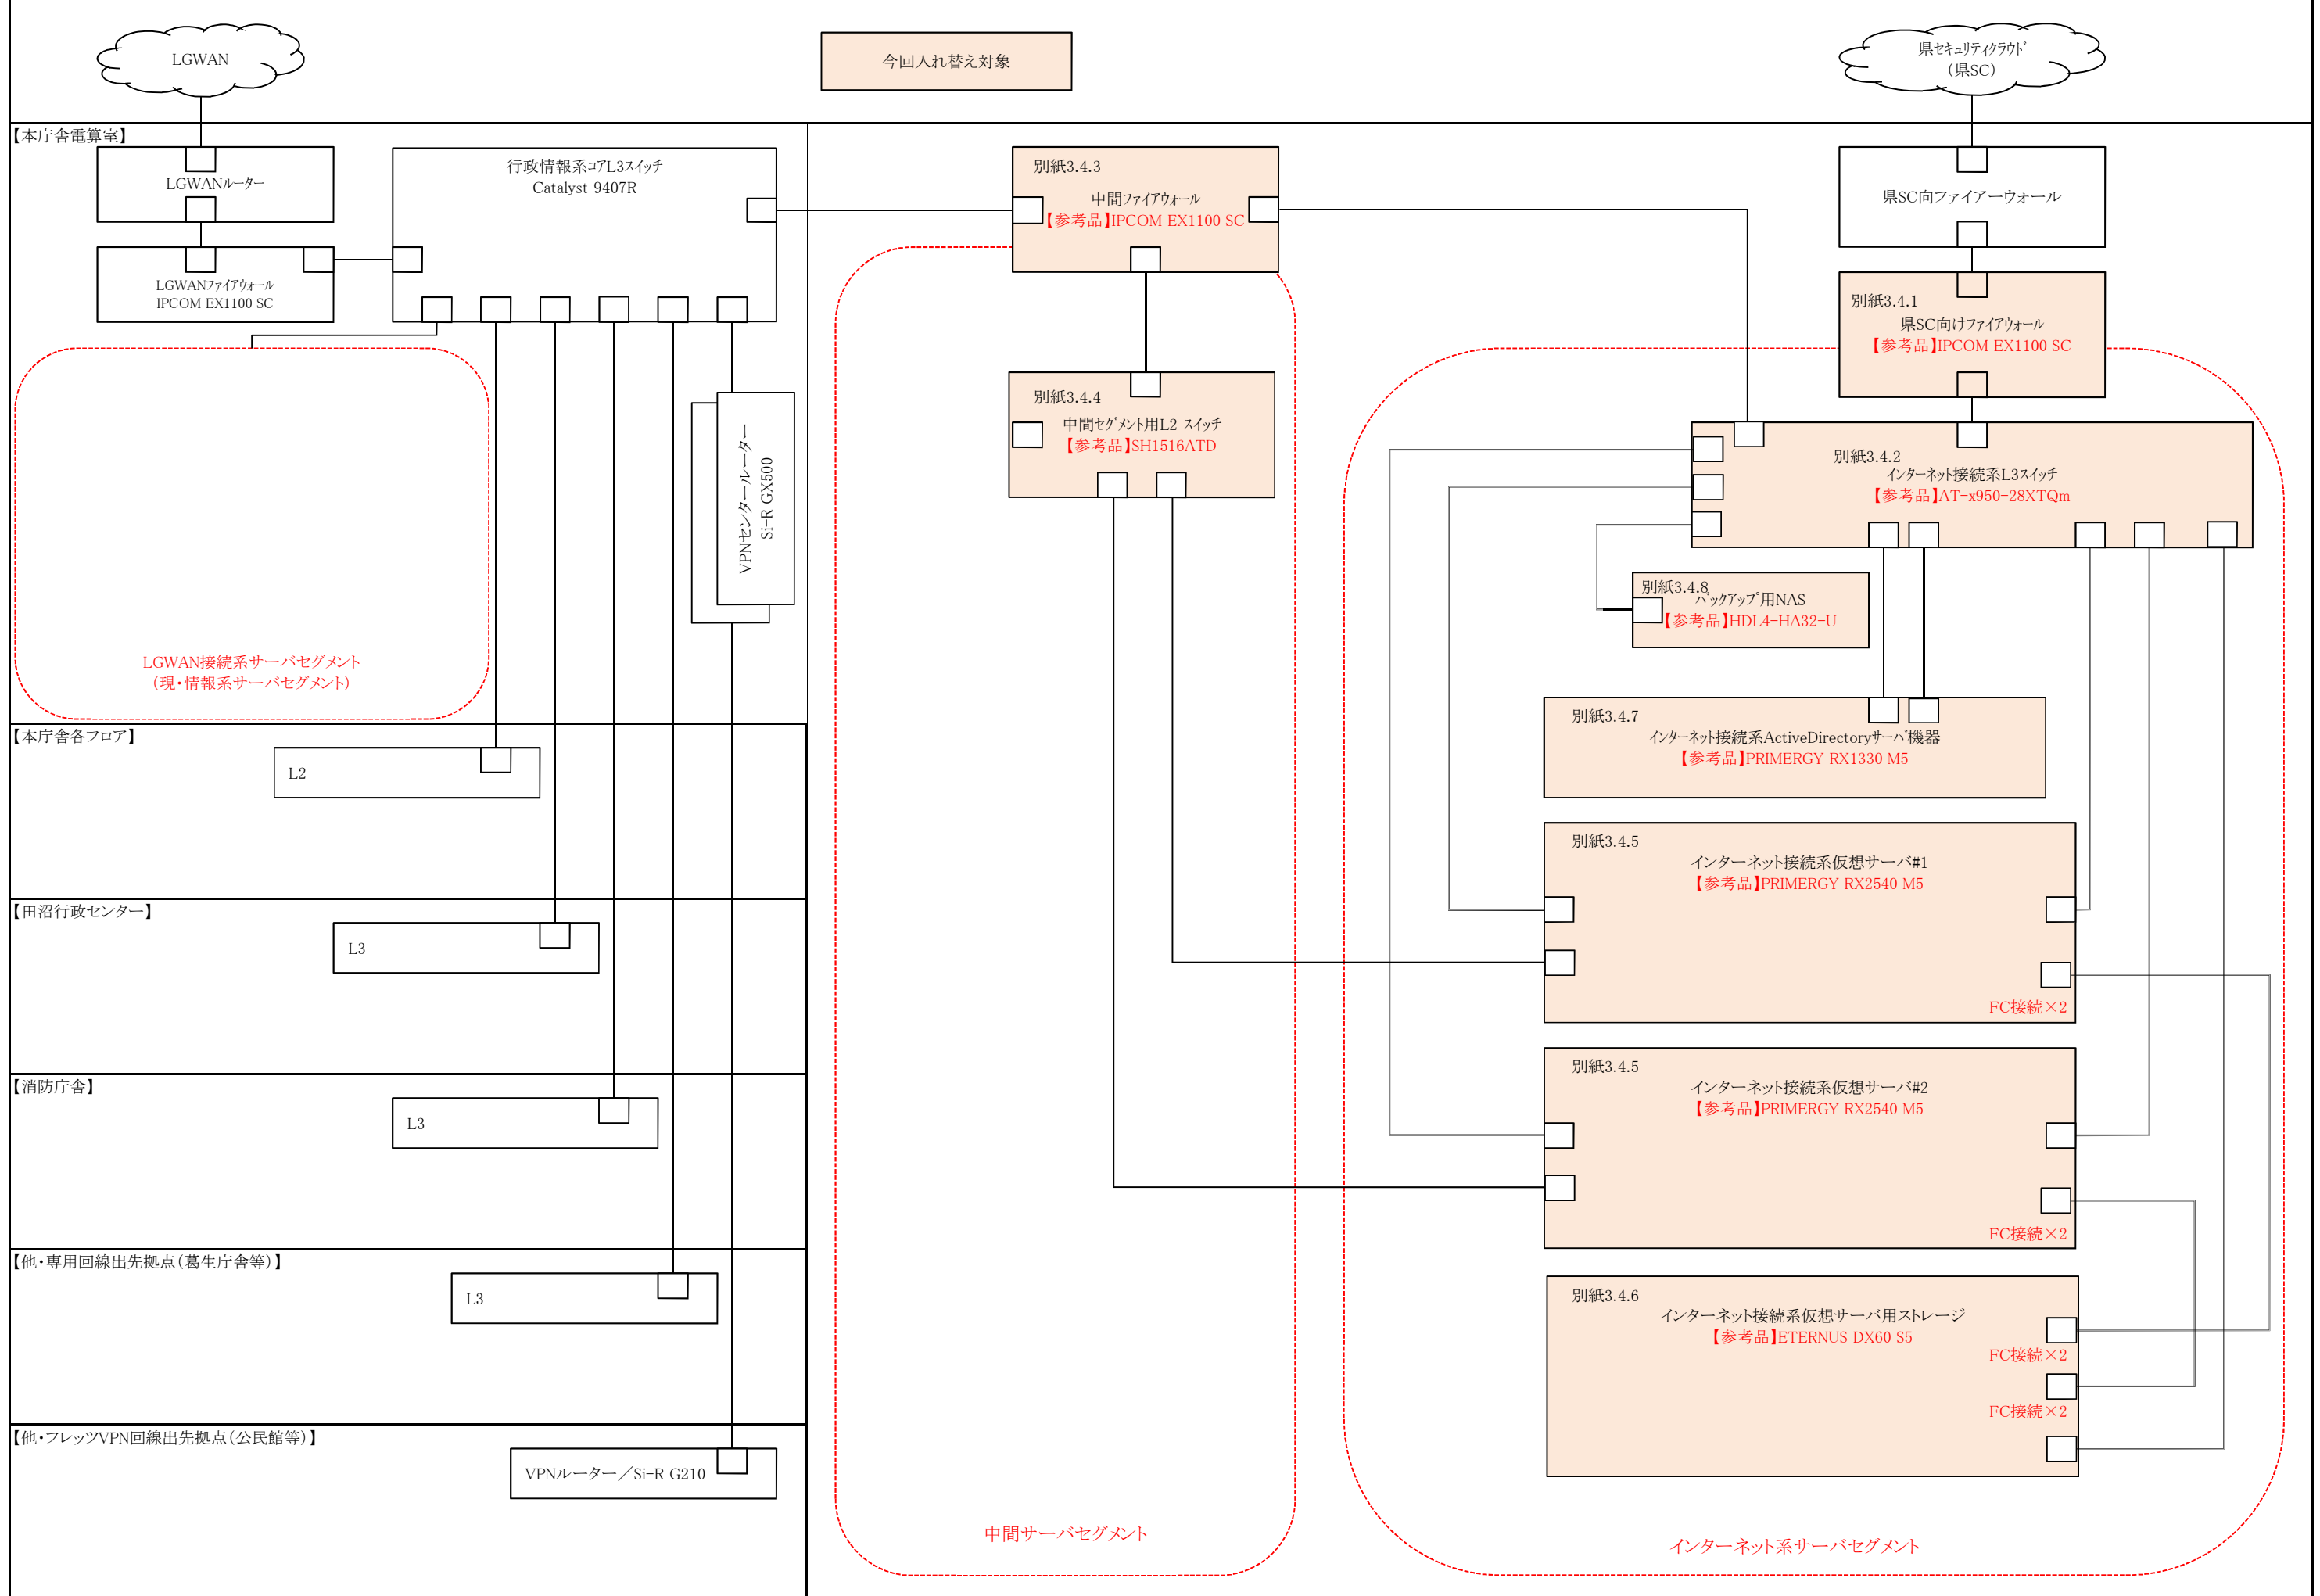 LGWAN
今回入れ替え対象
県セキュリティクラウド
（県SC）
【本庁舎電算室】
LGWANルーター
LGWANファイアウォール
IPCOM EX1100 SC
行政情報系コアL3スイッチ
Catalyst 9407R
VPNセンタールーター
Si-R GX500
LGWAN接続系サーバセグメント
（現・情報系サーバセグメント）
【本庁舎各フロア】
L2
【田沼行政センター】
L3
【消防庁舎】
L3
【他・専用回線出先拠点（葛生庁舎等）】
L3
【他・フレッツVPN回線出先拠点（公民館等）】
VPNルーター／Si-R G210
別紙3.4.3
中間ファイアウォール
【参考品】IPCOM EX1100 SC
別紙3.4.4
中間セグメント用L2 スイッチ
【参考品】SH1516ATD
中間サーバセグメント
県SC向ファイアーウォール
別紙3.4.1
県SC向けファイアウォール
【参考品】IPCOM EX1100 SC
別紙3.4.2
インターネット接続系L3スイッチ
【参考品】AT-x950-28XTQm
別紙3.4.8
バックアップ用NAS
【参考品】HDL4-HA32-U
別紙3.4.7
インターネット接続系ActiveDirectoryサーバ機器
【参考品】PRIMERGY RX1330 M5
別紙3.4.5
インターネット接続系仮想サーバ#1
【参考品】PRIMERGY RX2540 M5
FC接続×2
別紙3.4.5
インターネット接続系仮想サーバ#2
【参考品】PRIMERGY RX2540 M5
FC接続×2
別紙3.4.6
インターネット接続系仮想サーバ用ストレージ
【参考品】ETERNUS DX60 S5
FC接続×2
FC接続×2
インターネット系サーバセグメント